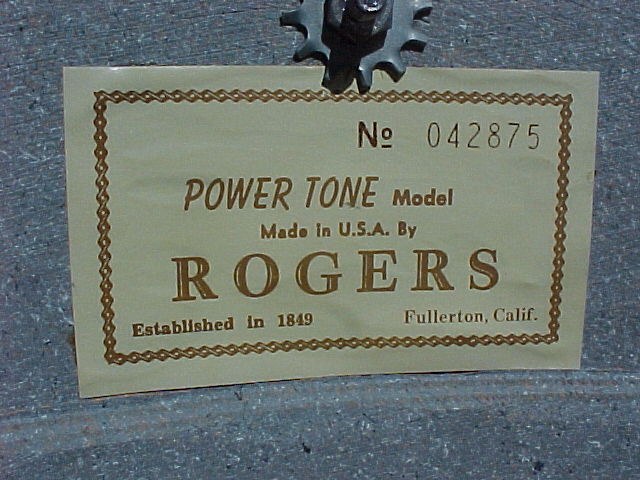 Nº 042875
POWER TONE Model
Made in U.S.A. By
ROGERS
Established in 1849 Fullerton, Calif.